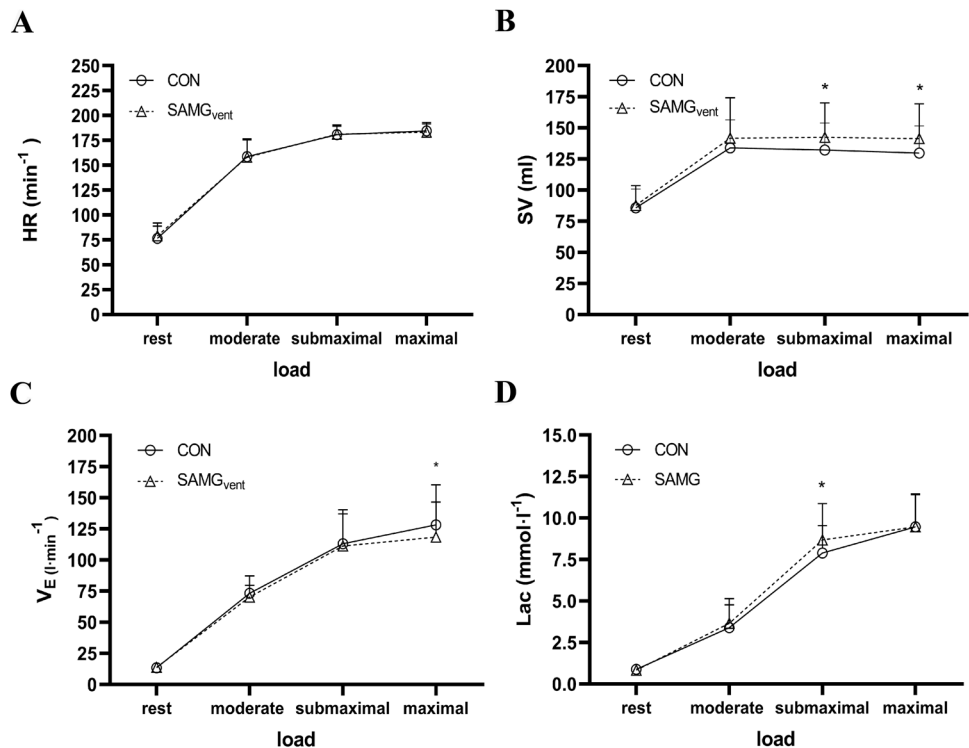 A
HR (min⁻¹)
250
225
200
175
150
125
100
75
50
25
0
CON
SAMGvent
rest moderate submaximal maximal
load
B
SV (ml)
200
175
150
125
100
75
50
25
0
CON
SAMGvent
*
*
rest moderate submaximal maximal
load
C
VE (l·min⁻¹)
200
175
150
125
100
75
50
25
0
CON
SAMGvent
*
rest moderate submaximal maximal
load
D
Lac (mmol·l⁻¹)
15.0
12.5
10.0
7.5
5.0
2.5
0.0
CON
SAMG
*
rest moderate submaximal maximal
load